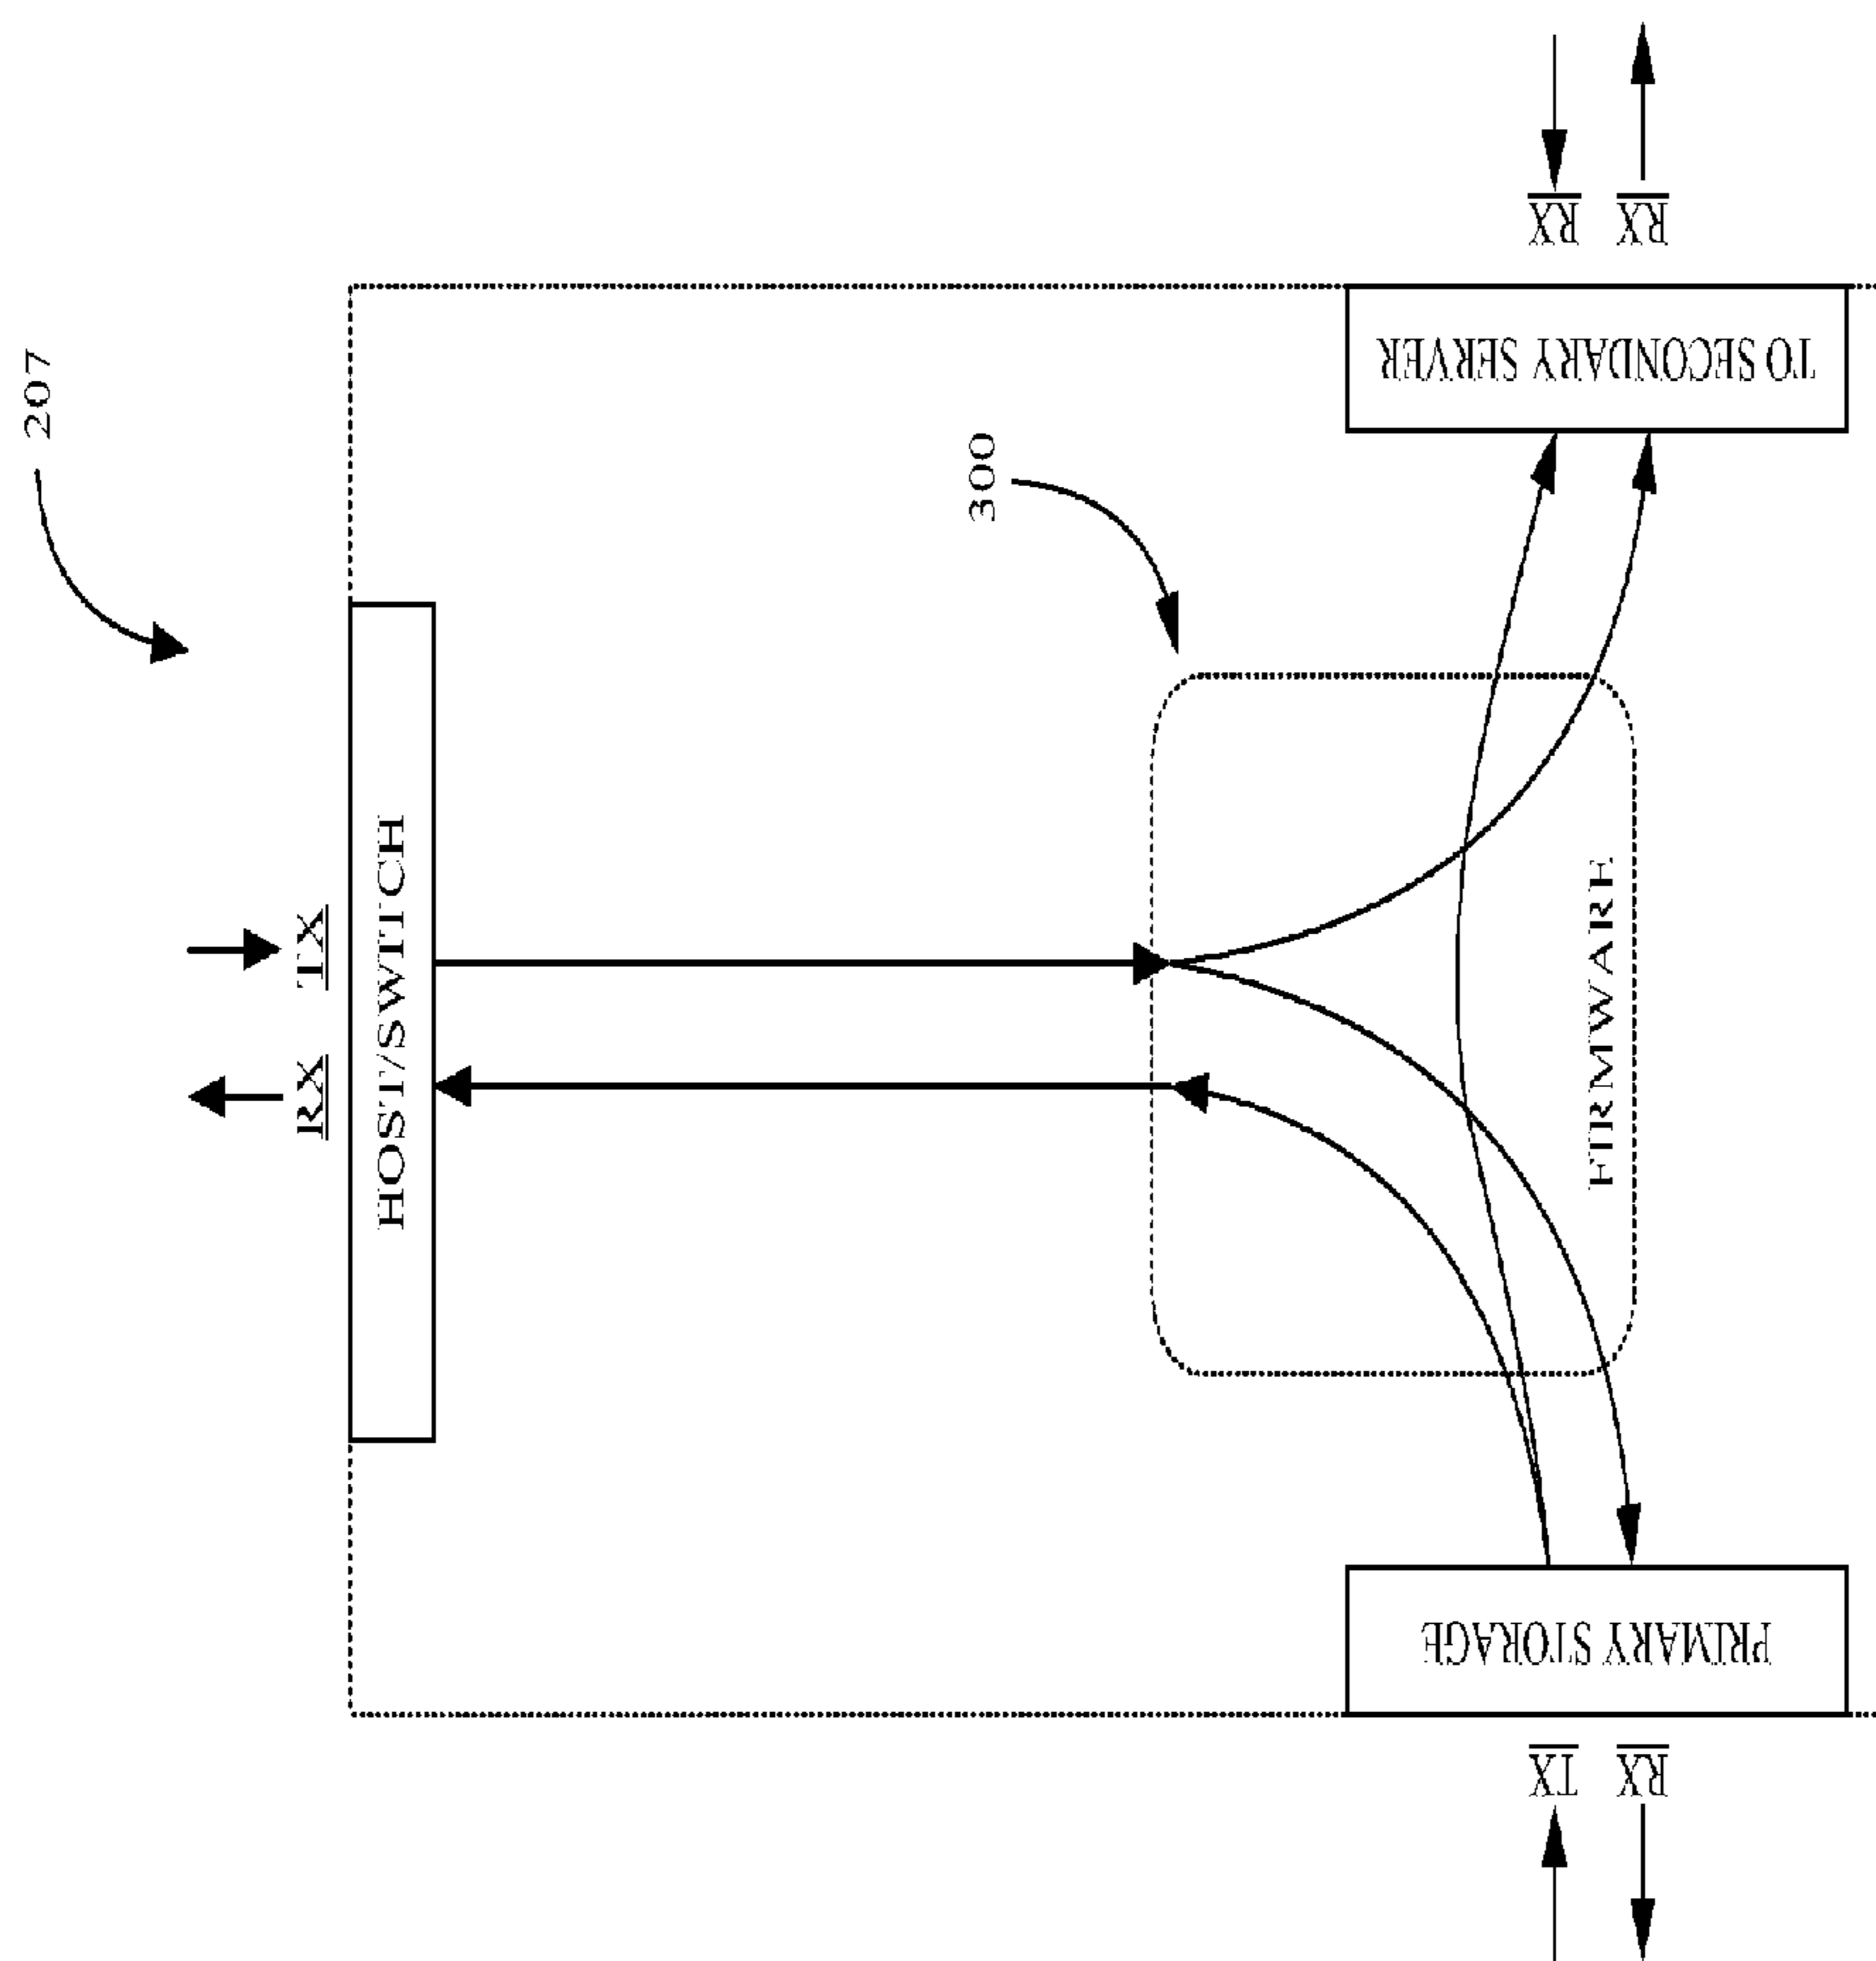 207
TX
RX
HOST/SWITCH
300
FIRMWARE
RX
RX
TO SECONDARY SERVER
PRIMARY STORAGE
TX
RX